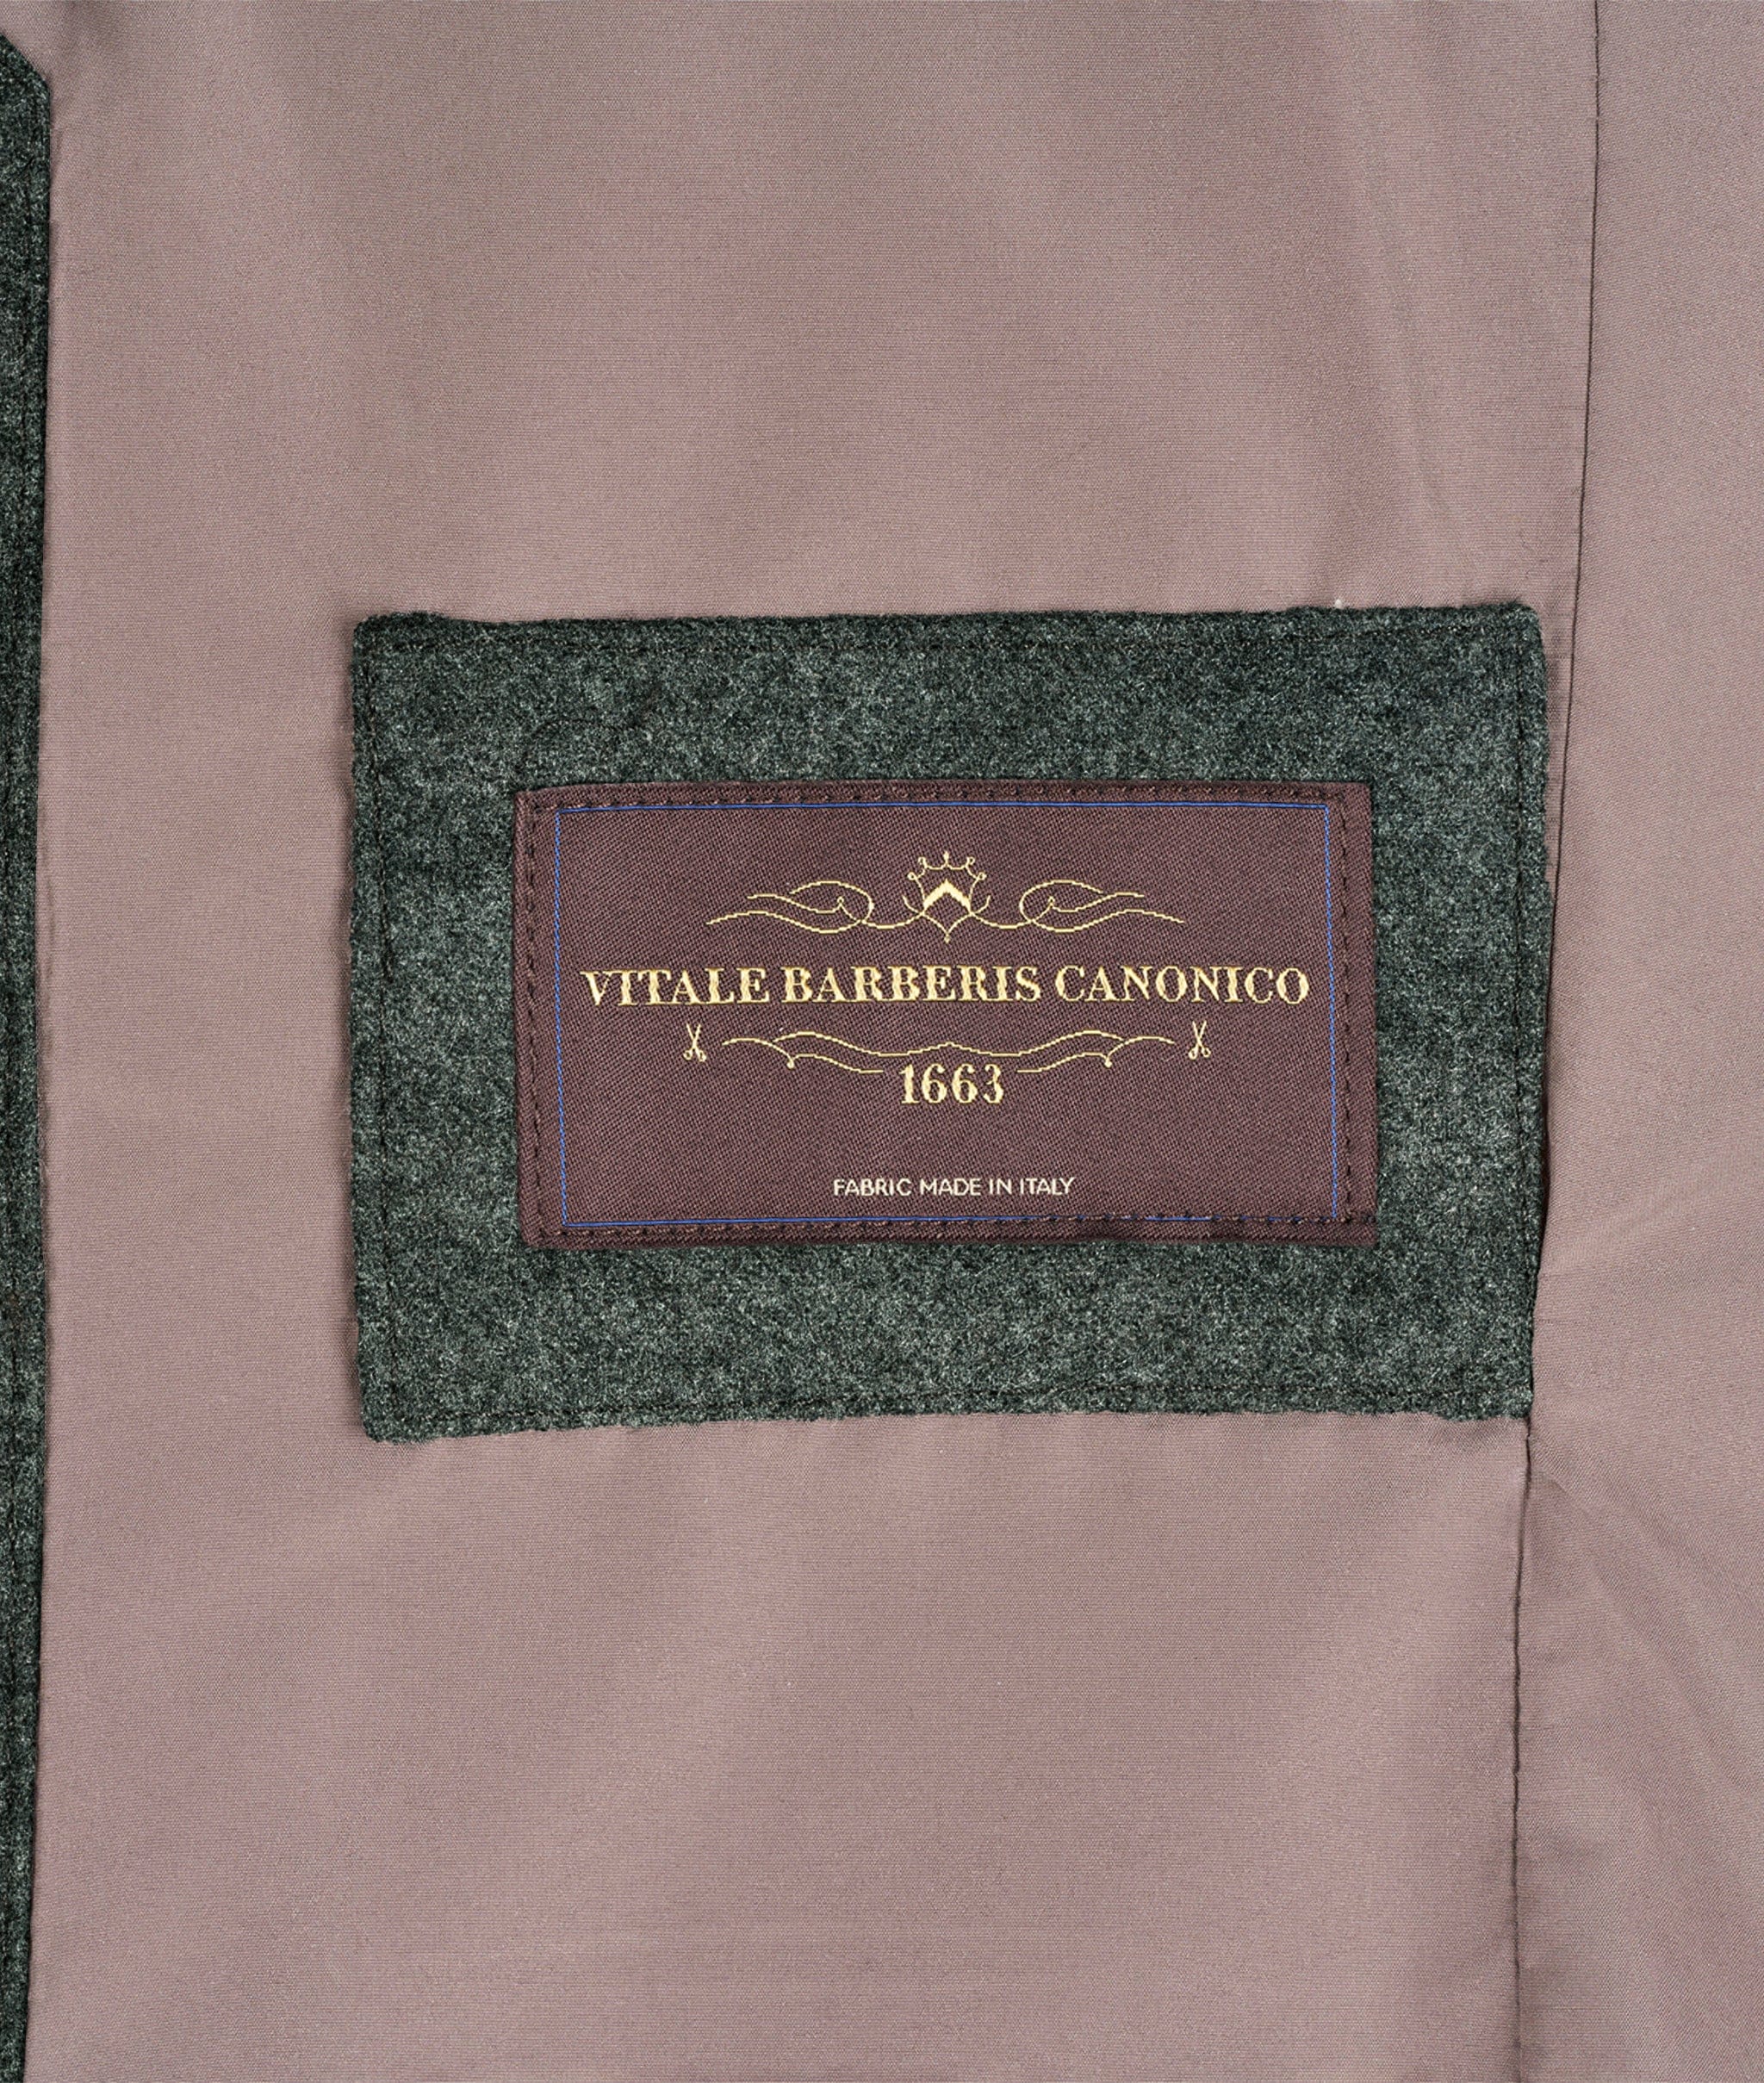 VITALE BARBERIS CANONICO
1663
FABRIC MADE IN ITALY